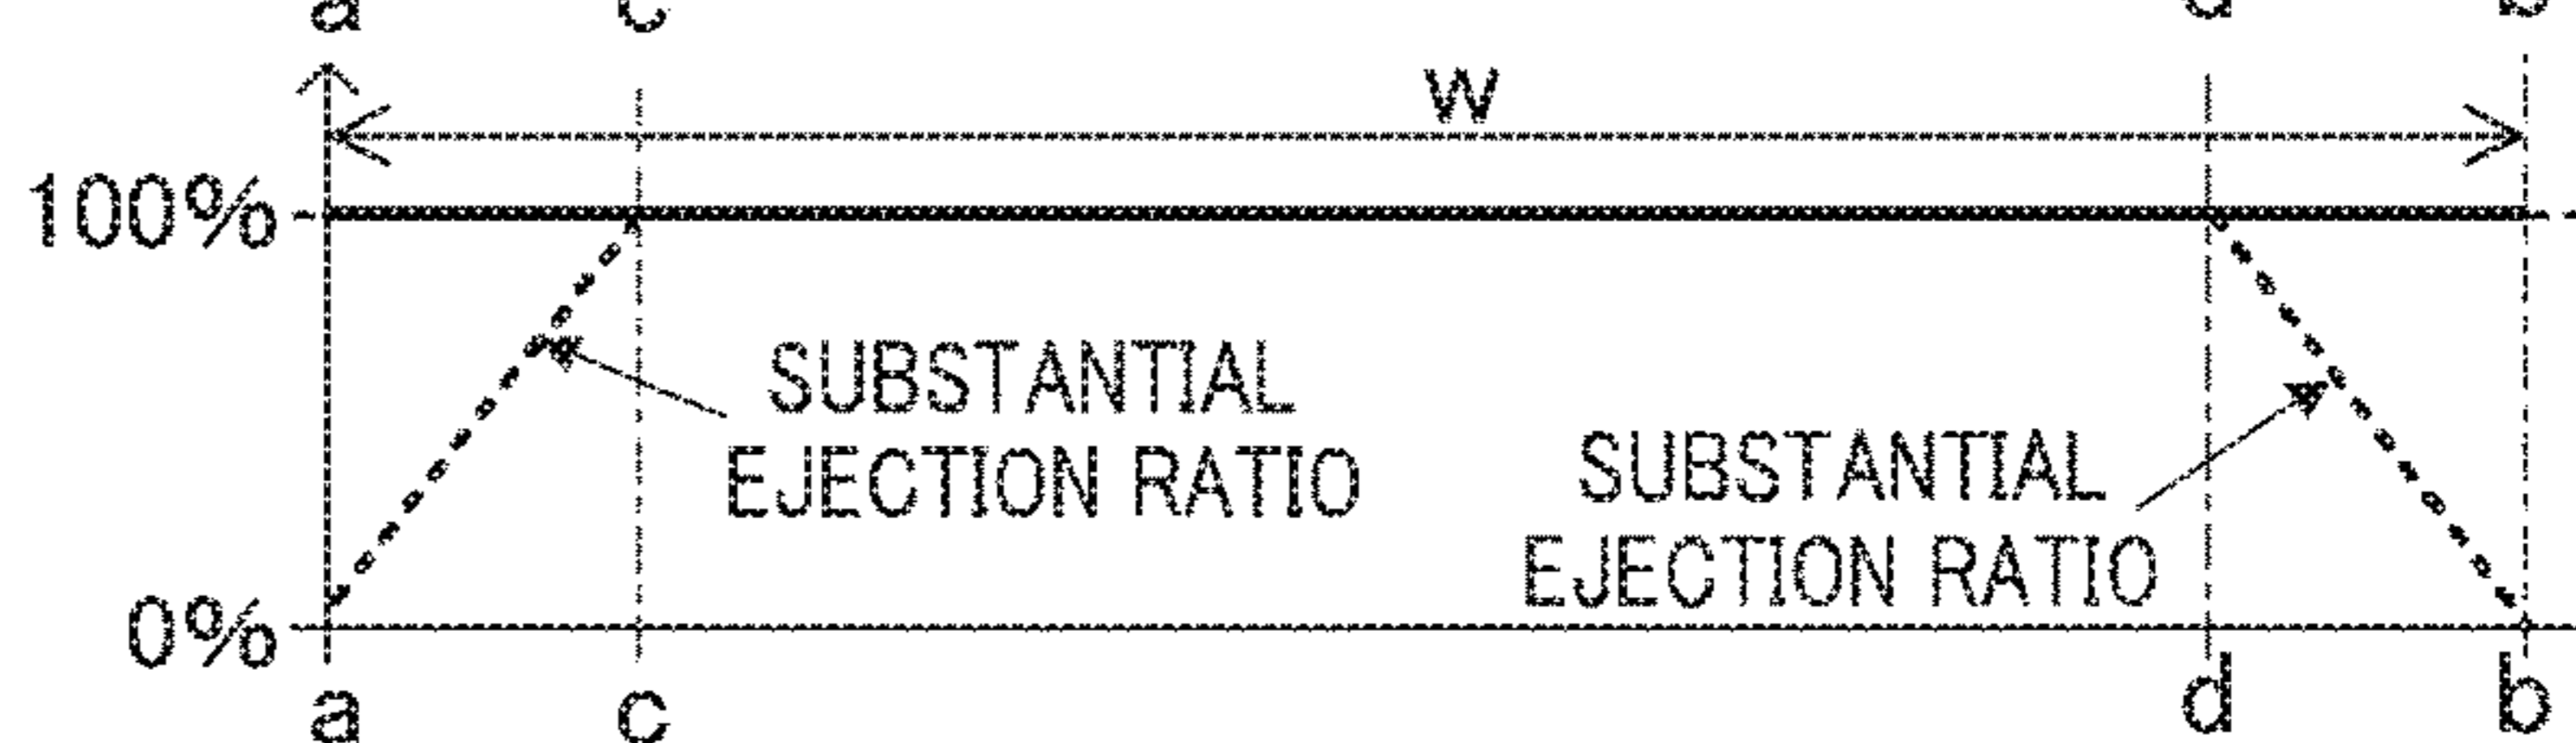 a c d b
w
100%
SUBSTANTIAL
EJECTION RATIO
SUBSTANTIAL
EJECTION RATIO
0%
a c d b